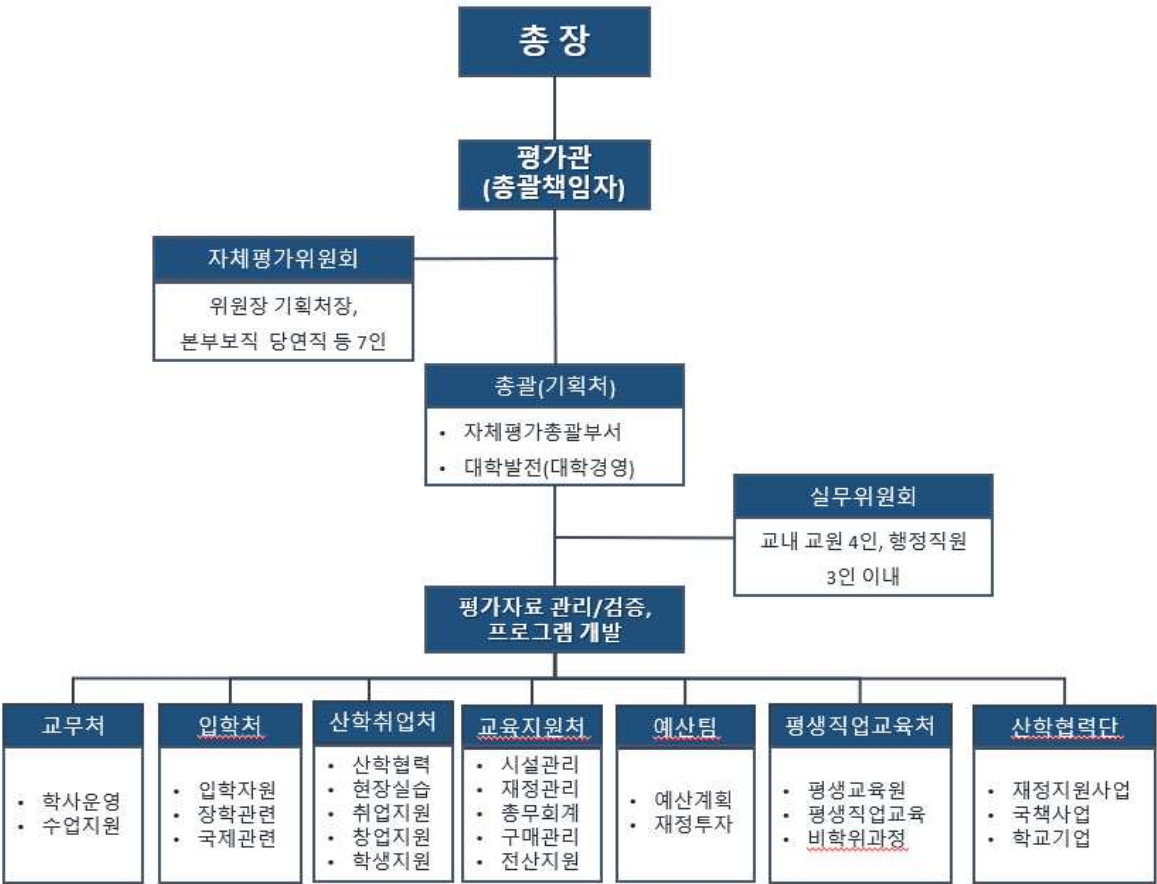 총 장
평가관
(총괄책임자)
자체평가위원회
위원장 기획처장,
본부보직 당연직 등 7인
총괄(기획처)
• 자체평가총괄부서
• 대학발전(대학경영)
실무위원회
교내 교원 4인, 행정직원
3인 이내
평가자료 관리/검증,
프로그램 개발
교무처
• 학사운영
• 수업지원
입학처
• 입학자원
• 장학관련
• 국제관련
산학취업처
• 산학협력
• 현장실습
• 취업지원
• 창업지원
• 학생지원
교육지원처
• 시설관리
• 재정관리
• 총무회계
• 구매관리
• 전산지원
예산팀
• 예산계획
• 재정투자
평생직업교육처
• 평생교육원
• 평생직업교육
• 비학위과정
산학협력단
• 재정지원사업
• 국책사업
• 학교기업